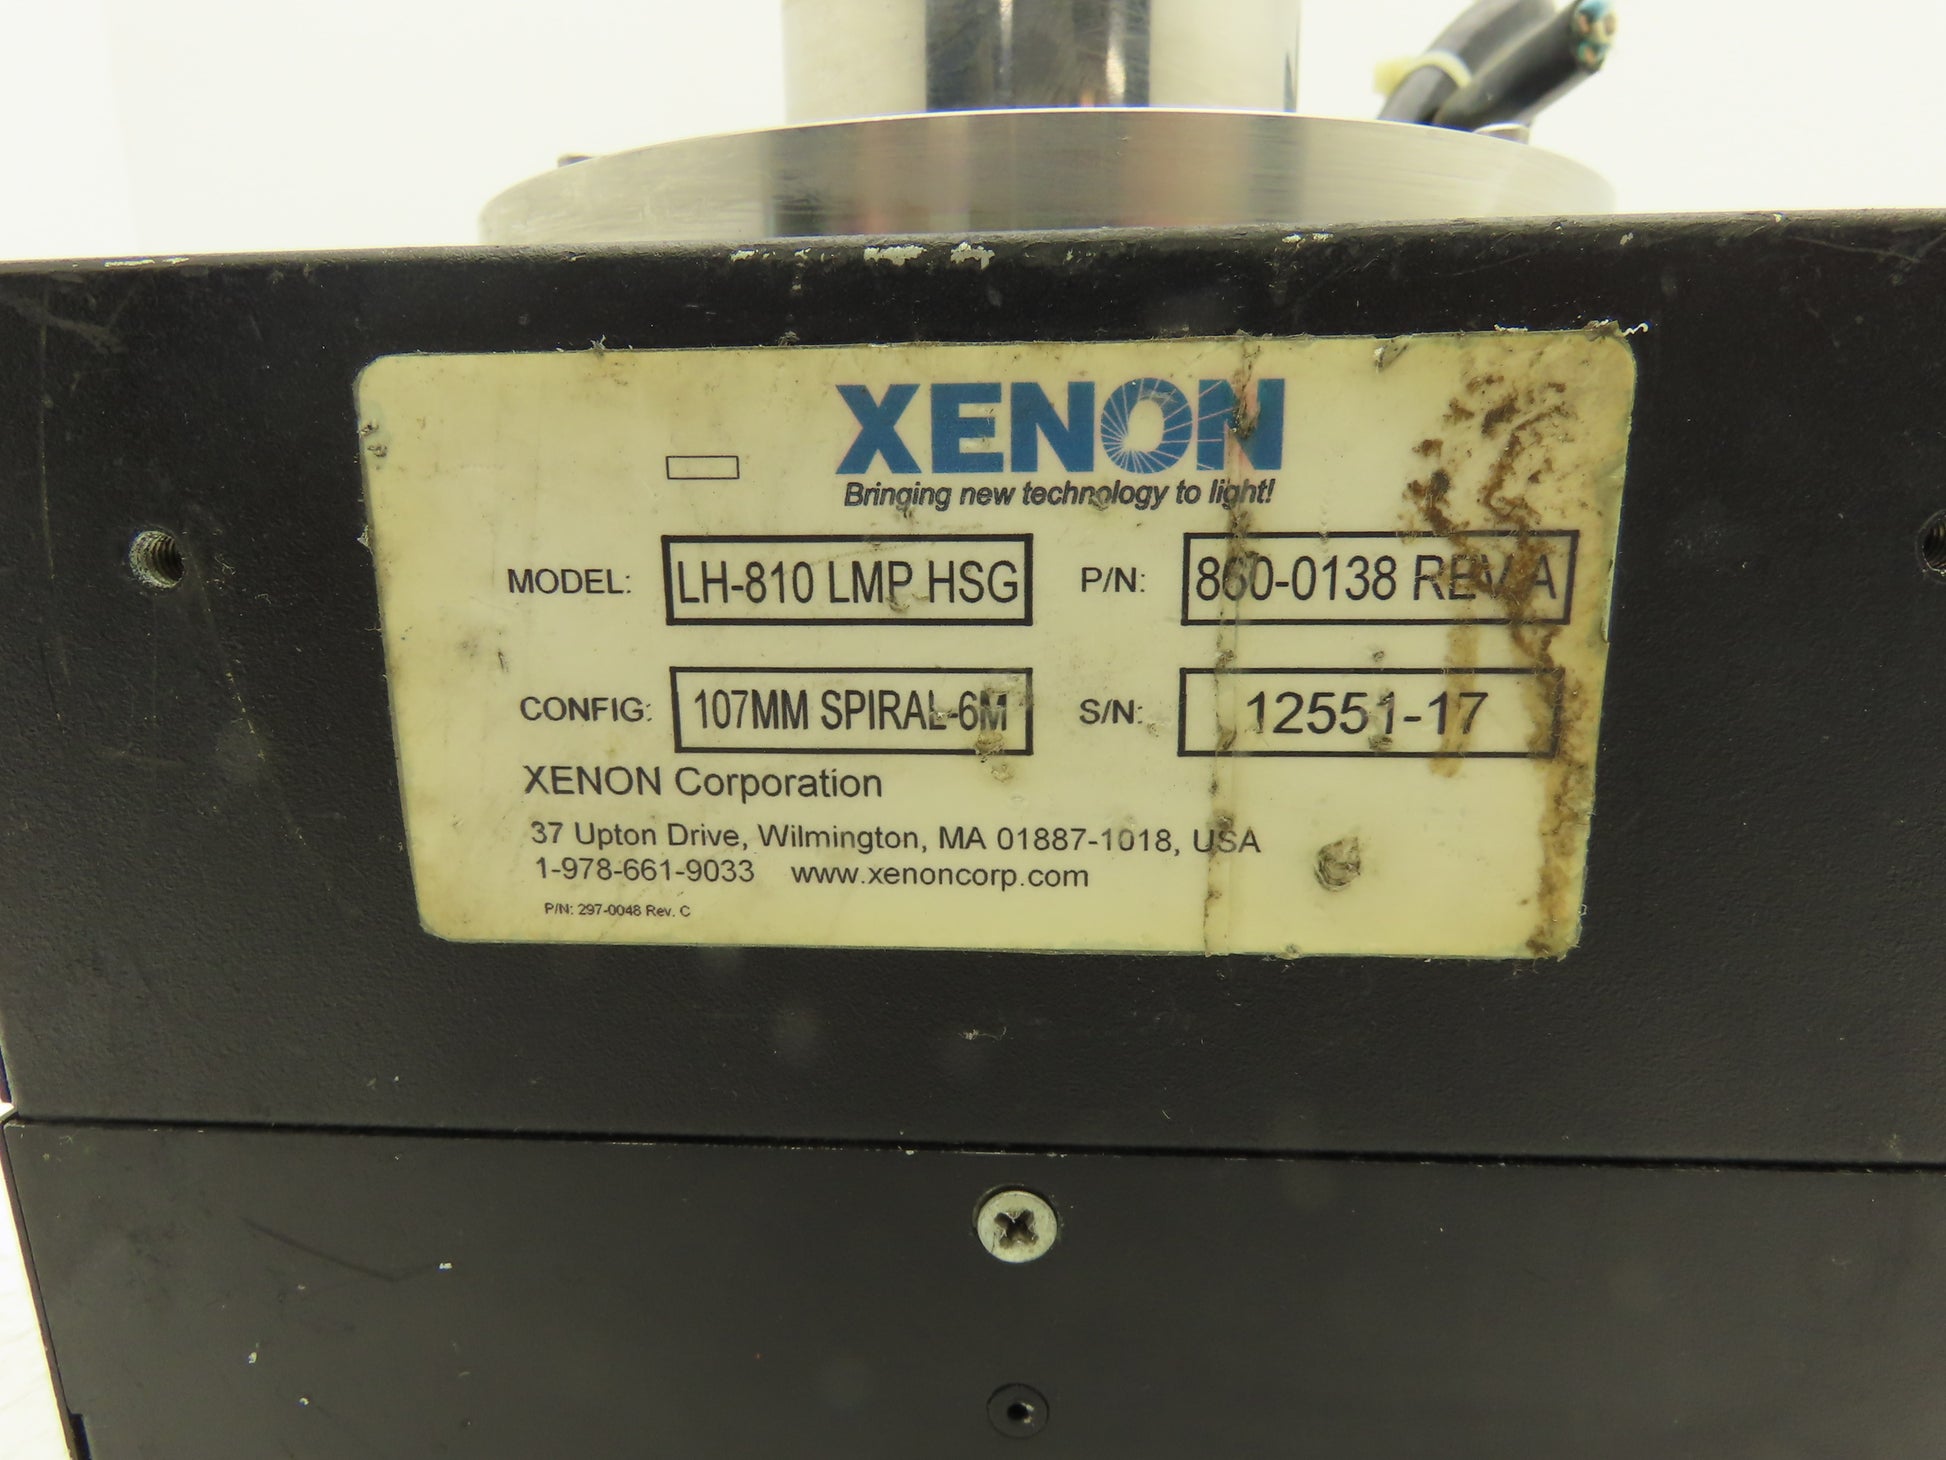 XENON
Bringing new technology to light!
MODEL: LH-810 LMP HSG P/N: 860-0138 REV A
CONFIG: 107MM SPIRAL-6M S/N: 12551-17
XENON Corporation
37 Upton Drive, Wilmington, MA 01887-1018, USA
1-978-661-9033 www.xenoncorp.com
P/N: 297-0048 Rev. C